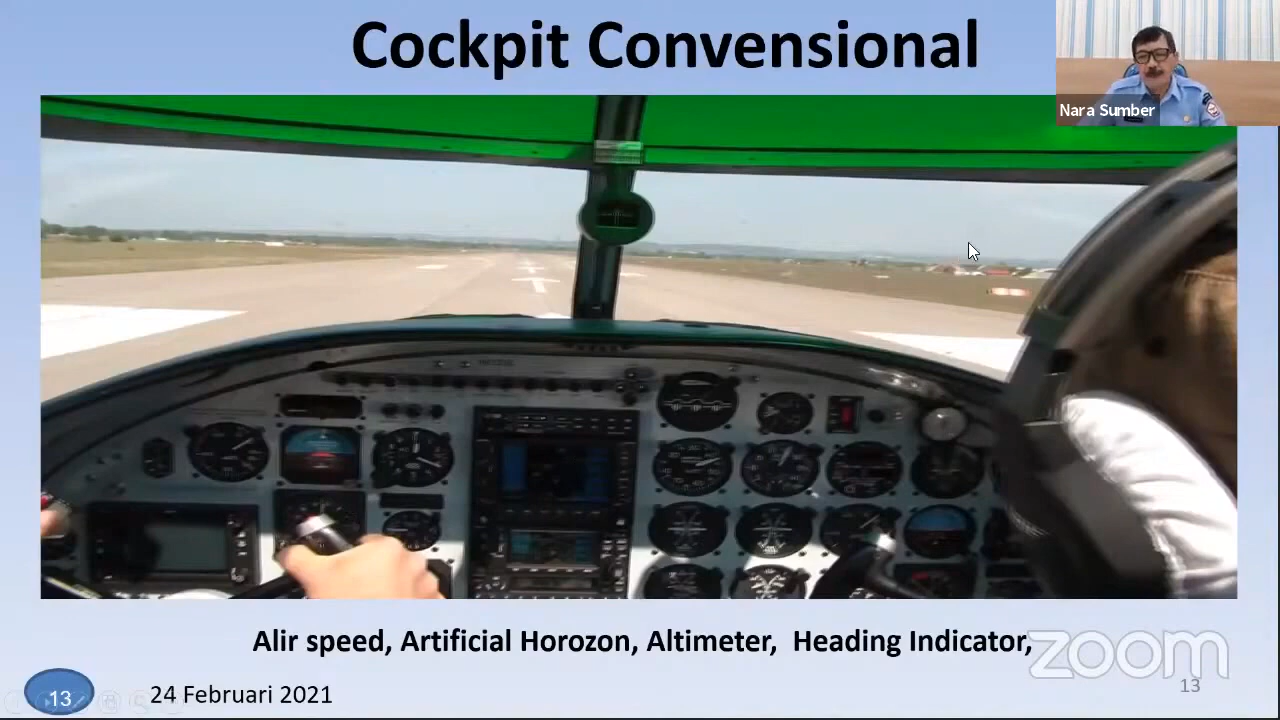 Cockpit Convensional
Nara Sumber
Alir speed, Artificial Horozon, Altimeter,  Heading Indicator,
zoom
13
24 Februari 2021
13